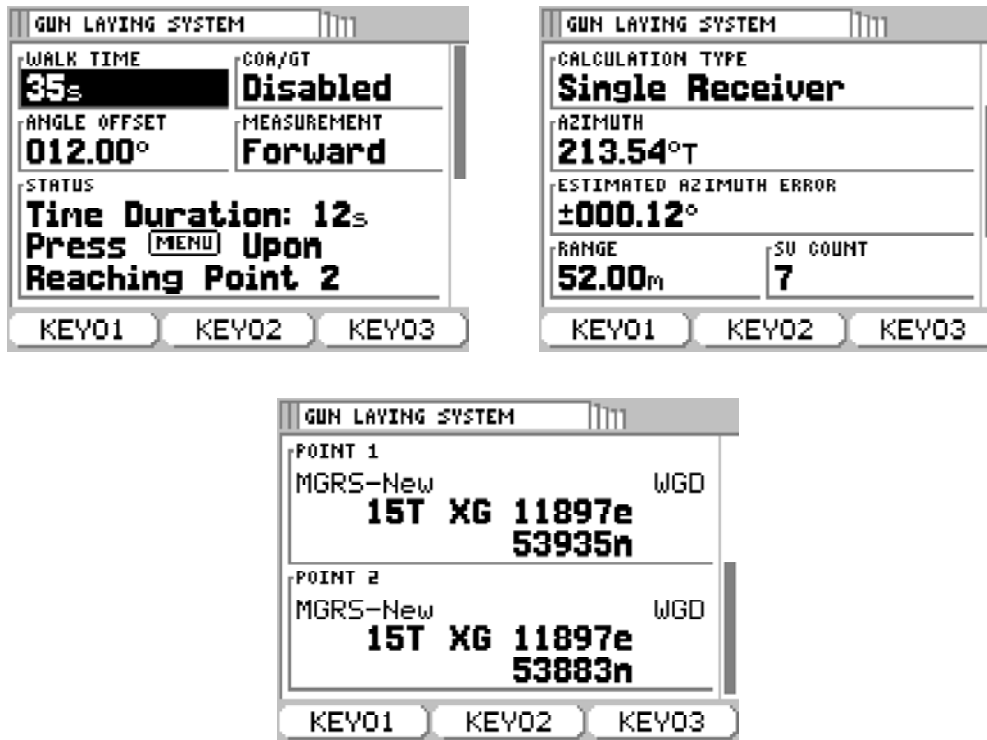 GUN LAYING SYSTEM
WALK TIME
35s
COA/GT
Disabled
ANGLE OFFSET
012.00°
MEASUREMENT
Forward
STATUS
Time Duration: 12s
Press MENU Upon
Reaching Point 2
KEY01 KEY02 KEY03
GUN LAYING SYSTEM
CALCULATION TYPE
Single Receiver
AZIMUTH
213.54°T
ESTIMATED AZIMUTH ERROR
±000.12°
RANGE
52.00m
SV COUNT
7
KEY01 KEY02 KEY03
GUN LAYING SYSTEM
POINT 1
MGRS-New WGD
15T XG 11897e
53935n
POINT 2
MGRS-New WGD
15T XG 11897e
53883n
KEY01 KEY02 KEY03